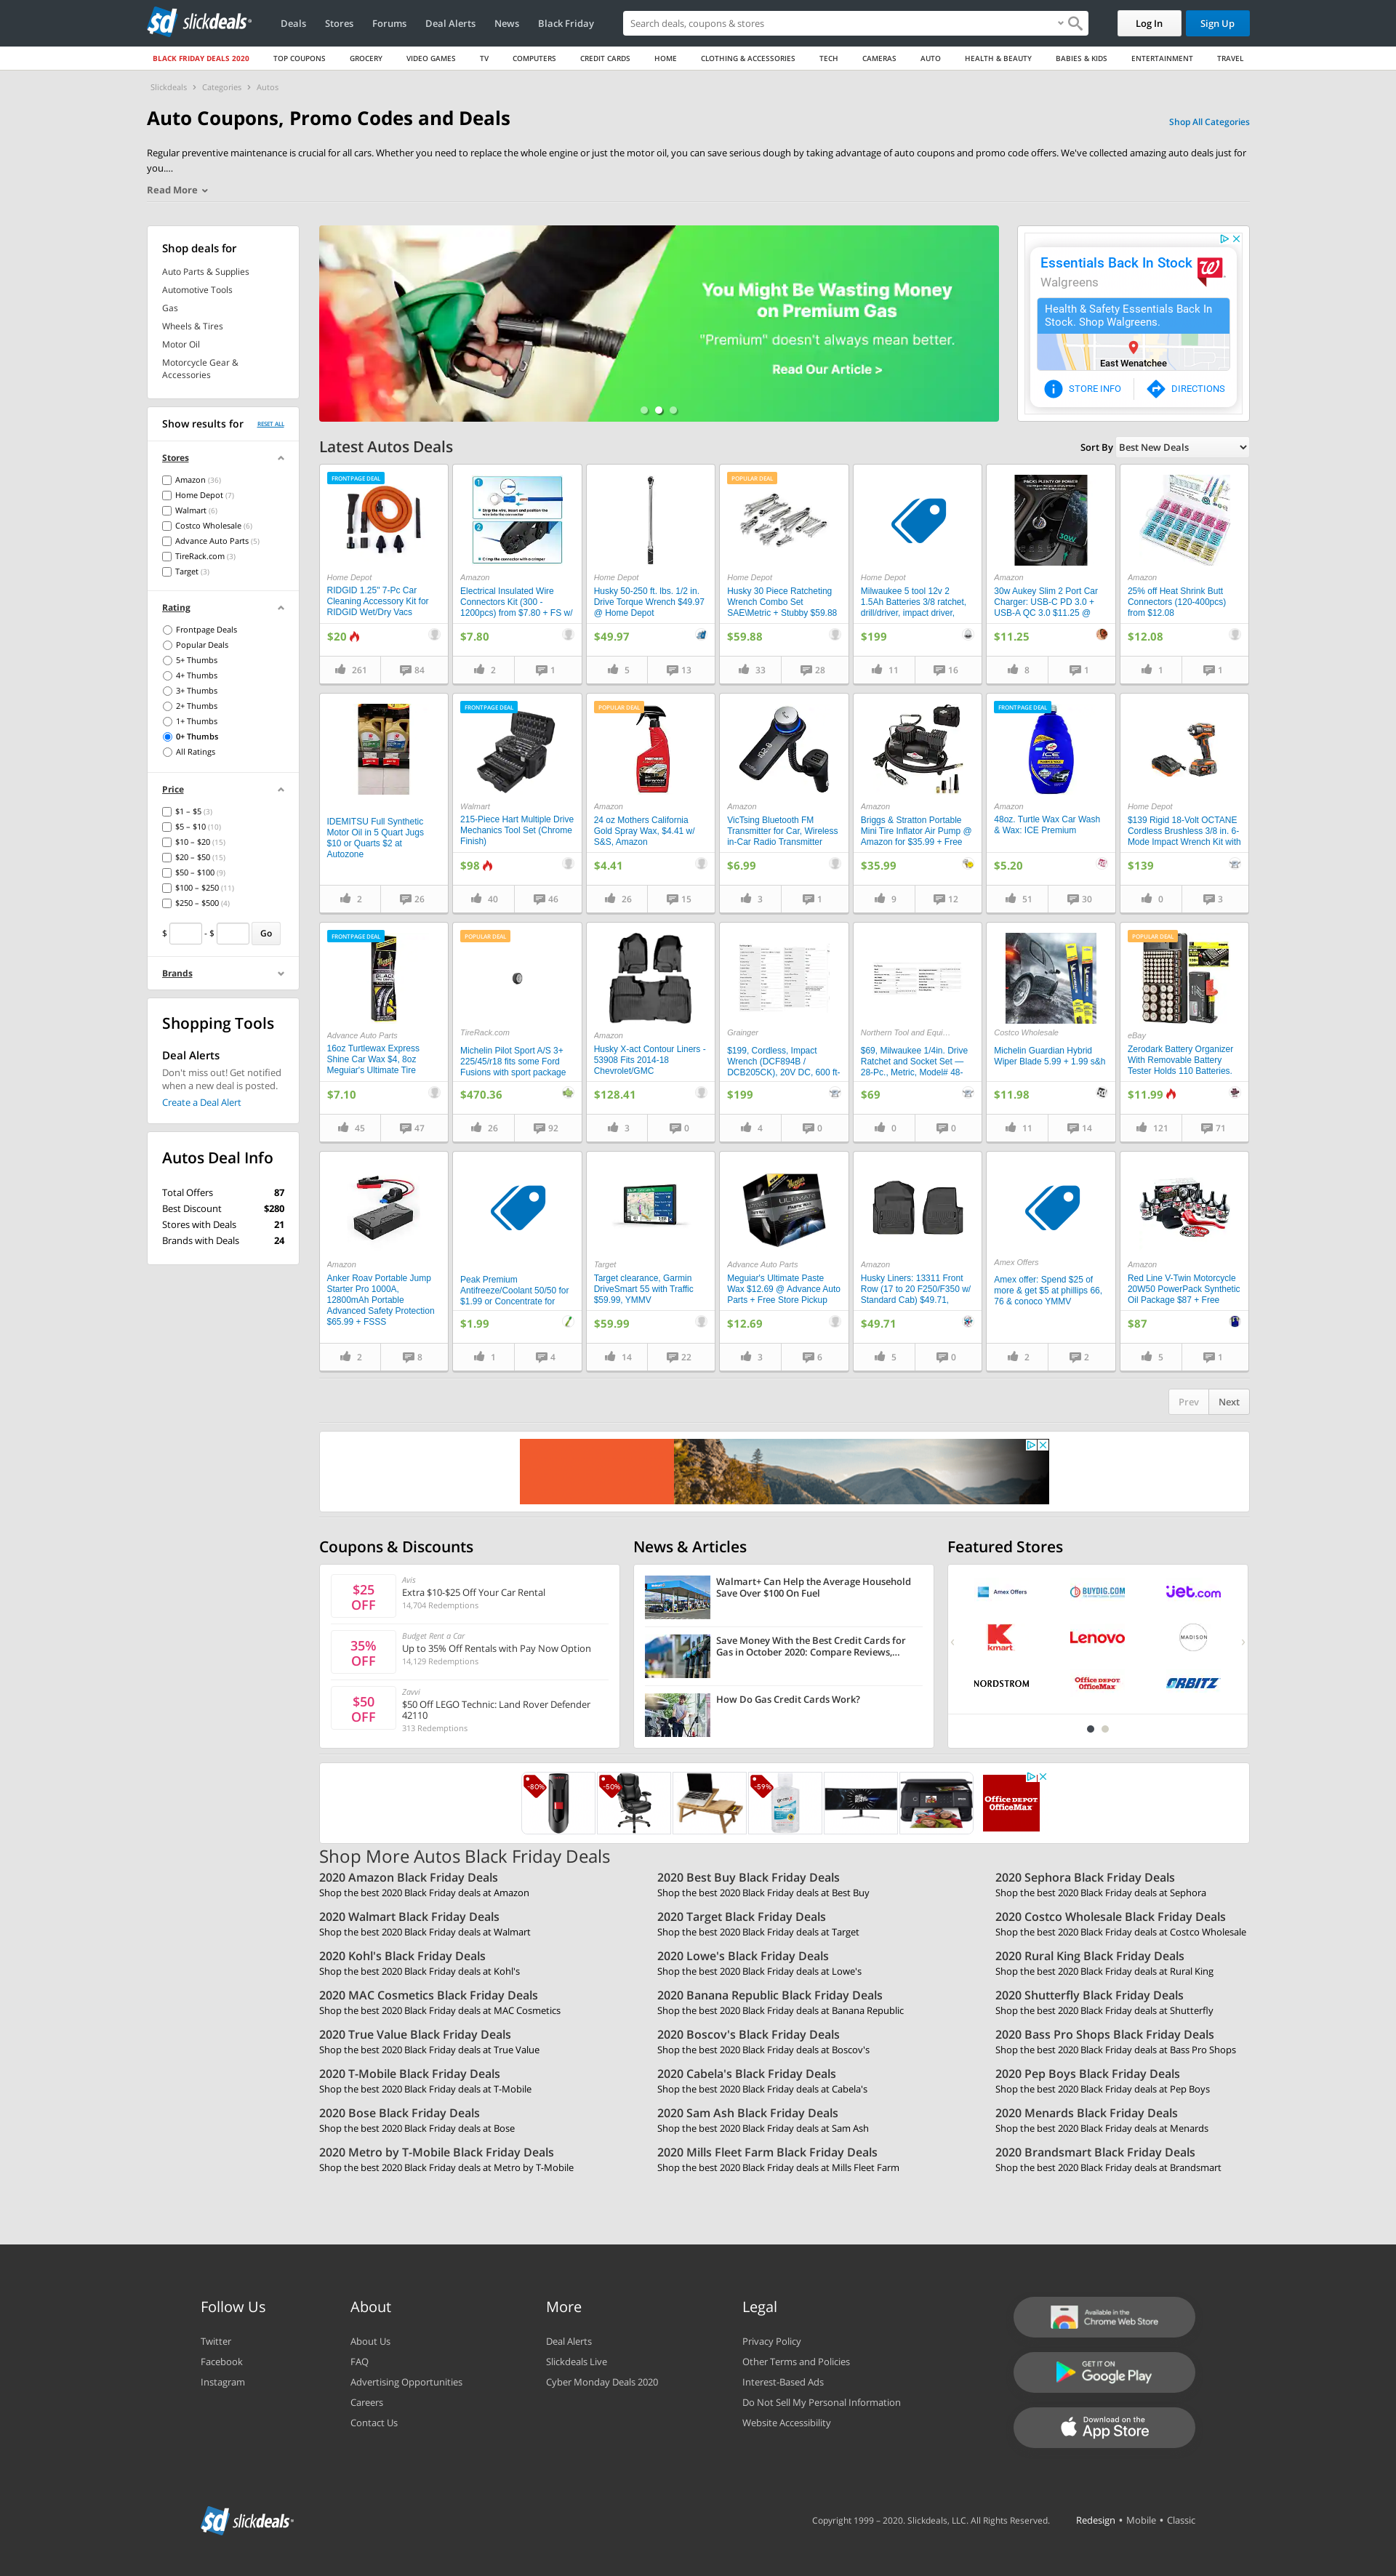 slickdeals
Deals
Stores
Forums
Deal Alerts
News
Black Friday
Search deals, coupons & stores
Log In
Sign Up
BLACK FRIDAY DEALS 2020
TOP COUPONS
GROCERY
VIDEO GAMES
TV
COMPUTERS
CREDIT CARDS
HOME
CLOTHING & ACCESSORIES
TECH
CAMERAS
AUTO
HEALTH & BEAUTY
BABIES & KIDS
ENTERTAINMENT
TRAVEL
Slickdeals › Categories › Autos
Auto Coupons, Promo Codes and Deals
Shop All Categories
Regular preventive maintenance is crucial for all cars. Whether you need to replace the whole engine or just the motor oil, you can save serious dough by taking advantage of auto coupons and promo code offers. We've collected amazing auto deals just for
you....
Read More
Shop deals for
Auto Parts & Supplies
Automotive Tools
Gas
Wheels & Tires
Motor Oil
Motorcycle Gear &
Accessories
Show results for
RESET ALL
Stores
Amazon (36)
Home Depot (7)
Walmart (6)
Costco Wholesale (6)
Advance Auto Parts (5)
TireRack.com (3)
Target (3)
Rating
Frontpage Deals
Popular Deals
5+ Thumbs
4+ Thumbs
3+ Thumbs
2+ Thumbs
1+ Thumbs
0+ Thumbs
All Ratings
Price
$1 – $5 (3)
$5 – $10 (10)
$10 – $20 (15)
$20 – $50 (15)
$50 – $100 (9)
$100 – $250 (11)
$250 – $500 (4)
$ - $ Go
Brands
Shopping Tools
Deal Alerts
Don't miss out! Get notified
when a new deal is posted.
Create a Deal Alert
Autos Deal Info
Total Offers 87
Best Discount $280
Stores with Deals 21
Brands with Deals 24
You Might Be Wasting Money
on Premium Gas
"Premium" doesn't always mean better.
Read Our Article >
Essentials Back In Stock
Walgreens
Health & Safety Essentials Back In
Stock. Shop Walgreens.
East Wenatchee
STORE INFO
DIRECTIONS
Latest Autos Deals
Sort By Best New Deals
FRONTPAGE DEAL
Home Depot
RIDGID 1.25" 7-Pc Car
Cleaning Accessory Kit for
RIDGID Wet/Dry Vacs
$20
261 84
Amazon
Electrical Insulated Wire
Connectors Kit (300 -
1200pcs) from $7.80 + FS w/
$7.80
2 1
Home Depot
Husky 50-250 ft. lbs. 1/2 in.
Drive Torque Wrench $49.97
@ Home Depot
$49.97
5 13
POPULAR DEAL
Home Depot
Husky 30 Piece Ratcheting
Wrench Combo Set
SAE\Metric + Stubby $59.88
$59.88
33 28
Home Depot
Milwaukee 5 tool 12v 2
1.5Ah Batteries 3/8 ratchet,
drill/driver, impact driver,
$199
11 16
PACKS PLENTY OF POWER
30W
Amazon
30w Aukey Slim 2 Port Car
Charger: USB-C PD 3.0 +
USB-A QC 3.0 $11.25 @
$11.25
8 1
Amazon
25% off Heat Shrink Butt
Connectors (120-400pcs)
from $12.08
$12.08
1 1
IDEMITSU Full Synthetic
Motor Oil in 5 Quart Jugs
$10 or Quarts $2 at
Autozone
2 26
FRONTPAGE DEAL
Walmart
215-Piece Hart Multiple Drive
Mechanics Tool Set (Chrome
Finish)
$98
40 46
POPULAR DEAL
Amazon
24 oz Mothers California
Gold Spray Wax, $4.41 w/
S&S, Amazon
$4.41
26 15
Amazon
VicTsing Bluetooth FM
Transmitter for Car, Wireless
in-Car Radio Transmitter
$6.99
3 1
Amazon
Briggs & Stratton Portable
Mini Tire Inflator Air Pump @
Amazon for $35.99 + Free
$35.99
9 12
FRONTPAGE DEAL
ICE
Amazon
48oz. Turtle Wax Car Wash
& Wax: ICE Premium
$5.20
51 30
Home Depot
$139 Rigid 18-Volt OCTANE
Cordless Brushless 3/8 in. 6-
Mode Impact Wrench Kit with
$139
0 3
FRONTPAGE DEAL
Advance Auto Parts
16oz Turtlewax Express
Shine Car Wax $4, 8oz
Meguiar's Ultimate Tire
$7.10
45 47
POPULAR DEAL
TireRack.com
Michelin Pilot Sport A/S 3+
225/45/r18 fits some Ford
Fusions with sport package
$470.36
26 92
Amazon
Husky X-act Contour Liners -
53908 Fits 2014-18
Chevrolet/GMC
$128.41
3 0
Grainger
$199, Cordless, Impact
Wrench (DCF894B /
DCB205CK), 20V DC, 600 ft-
$199
4 0
Northern Tool and Equi...
$69, Milwaukee 1/4in. Drive
Ratchet and Socket Set —
28-Pc., Metric, Model# 48-
$69
0 0
Costco Wholesale
Michelin Guardian Hybrid
Wiper Blade 5.99 + 1.99 s&h
$11.98
11 14
POPULAR DEAL
eBay
Zerodark Battery Organizer
With Removable Battery
Tester Holds 110 Batteries.
$11.99
121 71
Amazon
Anker Roav Portable Jump
Starter Pro 1000A,
12800mAh Portable
Advanced Safety Protection
$65.99 + FSSS
2 8
Peak Premium
Antifreeze/Coolant 50/50 for
$1.99 or Concentrate for
$1.99
1 4
Target
Target clearance, Garmin
DriveSmart 55 with Traffic
$59.99, YMMV
$59.99
14 22
ULTIMATE
Advance Auto Parts
Meguiar's Ultimate Paste
Wax $12.69 @ Advance Auto
Parts + Free Store Pickup
$12.69
3 6
Amazon
Husky Liners: 13311 Front
Row (17 to 20 F250/F350 w/
Standard Cab) $49.71,
$49.71
5 0
Amex Offers
Amex offer: Spend $25 of
more & get $5 at phillips 66,
76 & conoco YMMV
2 2
Amazon
Red Line V-Twin Motorcycle
20W50 PowerPack Synthetic
Oil Package $87 + Free
$87
5 1
Prev Next
Coupons & Discounts
$25
OFF
Avis
Extra $10-$25 Off Your Car Rental
14,704 Redemptions
35%
OFF
Budget Rent a Car
Up to 35% Off Rentals with Pay Now Option
14,129 Redemptions
$50
OFF
Zavvi
$50 Off LEGO Technic: Land Rover Defender
42110
313 Redemptions
News & Articles
Walmart+ Can Help the Average Household
Save Over $100 On Fuel
Save Money With the Best Credit Cards for
Gas in October 2020: Compare Reviews,...
How Do Gas Credit Cards Work?
Featured Stores
Amex Offers
BUYDIG.COM
jet.com
kmart
Lenovo
MADISON
NORDSTROM
Office DEPOT
OfficeMax
ORBITZ
-80%
-50%
-59%
Office DEPOT
OfficeMax
Shop More Autos Black Friday Deals
2020 Amazon Black Friday Deals
Shop the best 2020 Black Friday deals at Amazon
2020 Best Buy Black Friday Deals
Shop the best 2020 Black Friday deals at Best Buy
2020 Sephora Black Friday Deals
Shop the best 2020 Black Friday deals at Sephora
2020 Walmart Black Friday Deals
Shop the best 2020 Black Friday deals at Walmart
2020 Target Black Friday Deals
Shop the best 2020 Black Friday deals at Target
2020 Costco Wholesale Black Friday Deals
Shop the best 2020 Black Friday deals at Costco Wholesale
2020 Kohl's Black Friday Deals
Shop the best 2020 Black Friday deals at Kohl's
2020 Lowe's Black Friday Deals
Shop the best 2020 Black Friday deals at Lowe's
2020 Rural King Black Friday Deals
Shop the best 2020 Black Friday deals at Rural King
2020 MAC Cosmetics Black Friday Deals
Shop the best 2020 Black Friday deals at MAC Cosmetics
2020 Banana Republic Black Friday Deals
Shop the best 2020 Black Friday deals at Banana Republic
2020 Shutterfly Black Friday Deals
Shop the best 2020 Black Friday deals at Shutterfly
2020 True Value Black Friday Deals
Shop the best 2020 Black Friday deals at True Value
2020 Boscov's Black Friday Deals
Shop the best 2020 Black Friday deals at Boscov's
2020 Bass Pro Shops Black Friday Deals
Shop the best 2020 Black Friday deals at Bass Pro Shops
2020 T-Mobile Black Friday Deals
Shop the best 2020 Black Friday deals at T-Mobile
2020 Cabela's Black Friday Deals
Shop the best 2020 Black Friday deals at Cabela's
2020 Pep Boys Black Friday Deals
Shop the best 2020 Black Friday deals at Pep Boys
2020 Bose Black Friday Deals
Shop the best 2020 Black Friday deals at Bose
2020 Sam Ash Black Friday Deals
Shop the best 2020 Black Friday deals at Sam Ash
2020 Menards Black Friday Deals
Shop the best 2020 Black Friday deals at Menards
2020 Metro by T-Mobile Black Friday Deals
Shop the best 2020 Black Friday deals at Metro by T-Mobile
2020 Mills Fleet Farm Black Friday Deals
Shop the best 2020 Black Friday deals at Mills Fleet Farm
2020 Brandsmart Black Friday Deals
Shop the best 2020 Black Friday deals at Brandsmart
Follow Us
Twitter
Facebook
Instagram
About
About Us
FAQ
Advertising Opportunities
Careers
Contact Us
More
Deal Alerts
Slickdeals Live
Cyber Monday Deals 2020
Legal
Privacy Policy
Other Terms and Policies
Interest-Based Ads
Do Not Sell My Personal Information
Website Accessibility
Available in the
Chrome Web Store
GET IT ON
Google Play
Download on the
App Store
slickdeals
Copyright 1999 – 2020. Slickdeals, LLC. All Rights Reserved.
Redesign • Mobile • Classic